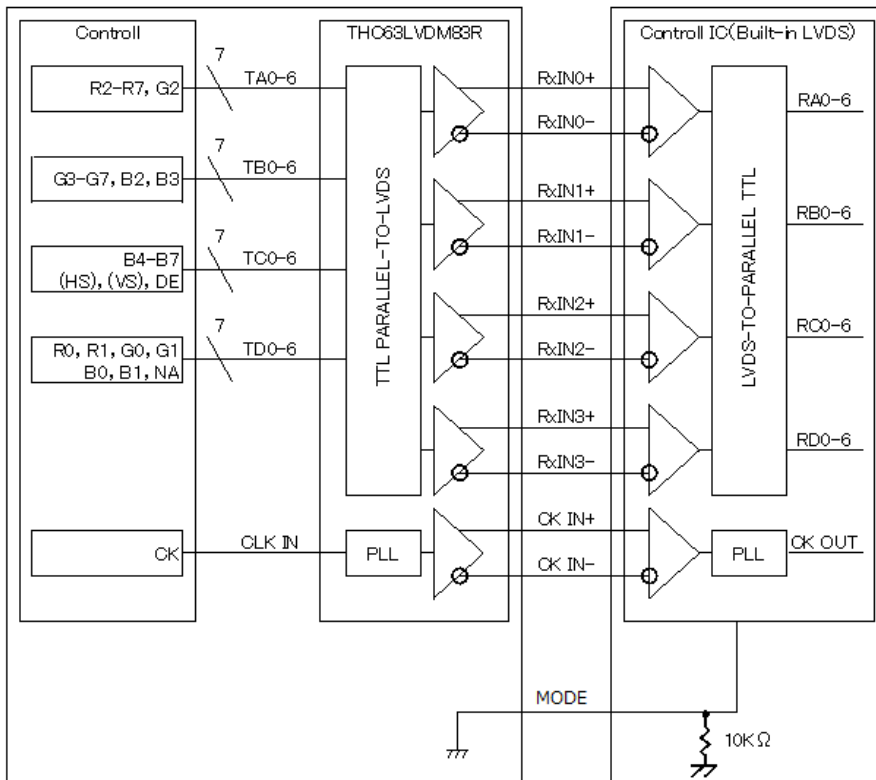 Controll
THC63LVDM83R
Controll IC(Built-in LVDS)
R2-R7, G2
7
TA0-6
RxIN0+
RxIN0-
RA0-6
G3-G7, B2, B3
7
TB0-6
RxIN1+
RxIN1-
RB0-6
B4-B7
(HS), (VS), DE
7
TC0-6
RxIN2+
RxIN2-
RC0-6
R0, R1, G0, G1
B0, B1, NA
7
TD0-6
RxIN3+
RxIN3-
RD0-6
TTL PARALLEL-TO-LVDS
LVDS-TO-PARALLEL TTL
CK
CLK IN
PLL
CK IN+
CK IN-
PLL
CK OUT
MODE
10KΩ